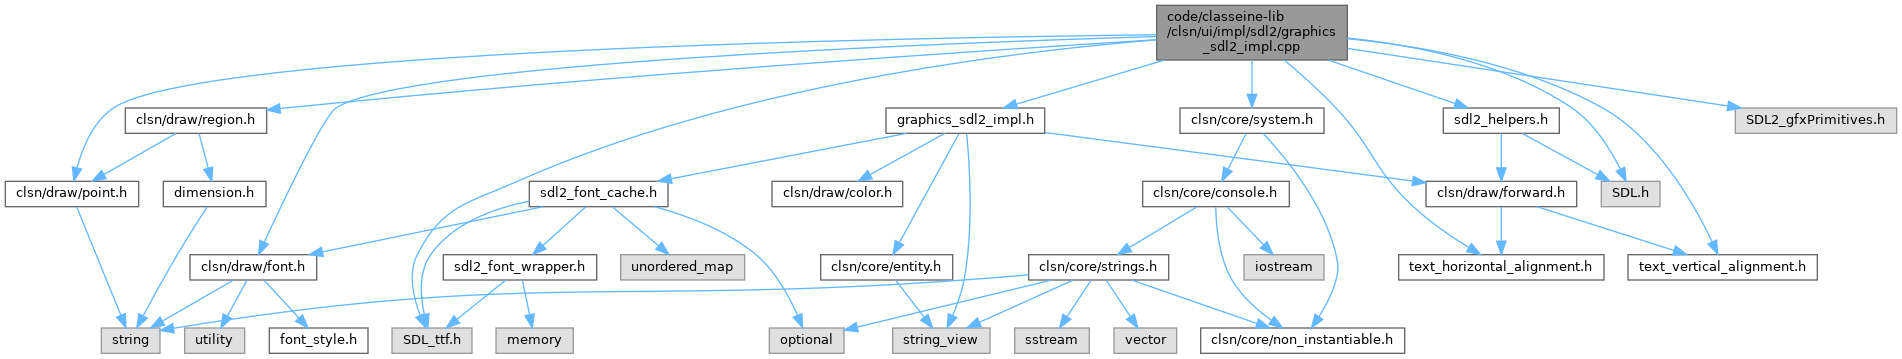 code/classeine-lib
/clsn/ui/impl/sdl2/graphics
_sdl2_impl.cpp
clsn/draw/region.h
graphics_sdl2_impl.h
clsn/core/system.h
sdl2_helpers.h
SDL2_gfxPrimitives.h
clsn/draw/point.h
dimension.h
sdl2_font_cache.h
clsn/draw/color.h
clsn/core/console.h
clsn/draw/forward.h
SDL.h
clsn/draw/font.h
sdl2_font_wrapper.h
unordered_map
clsn/core/entity.h
clsn/core/strings.h
iostream
text_horizontal_alignment.h
text_vertical_alignment.h
string
utility
font_style.h
SDL_ttf.h
memory
optional
string_view
sstream
vector
clsn/core/non_instantiable.h